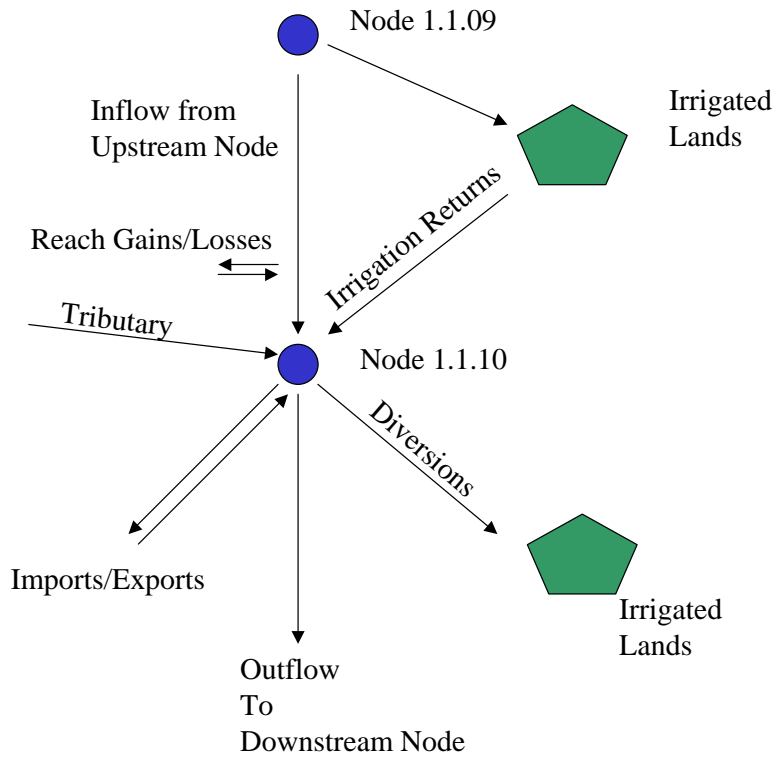 Node 1.1.09
Inflow from
Upstream Node
Irrigated
Lands
Irrigation Returns
Reach Gains/Losses
Tributary
Node 1.1.10
Diversions
Imports/Exports
Irrigated
Lands
Outflow
To
Downstream Node